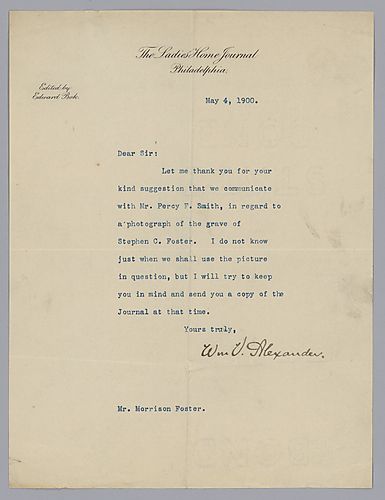 The Ladies Home Journal
Philadelphia.
Edited by
Edward Bok.
May 4, 1900.
Dear Sir:
Let me thank you for your
kind suggestion that we communicate
with Mr. Percy F. Smith, in regard to
a photograph of the grave of
Stephen C. Foster. I do not know
just when we shall use the picture
in question, but I will try to keep
you in mind and send you a copy of the
Journal at that time.
Yours truly,
Wm V. Alexander.
Mr. Morrison Foster.